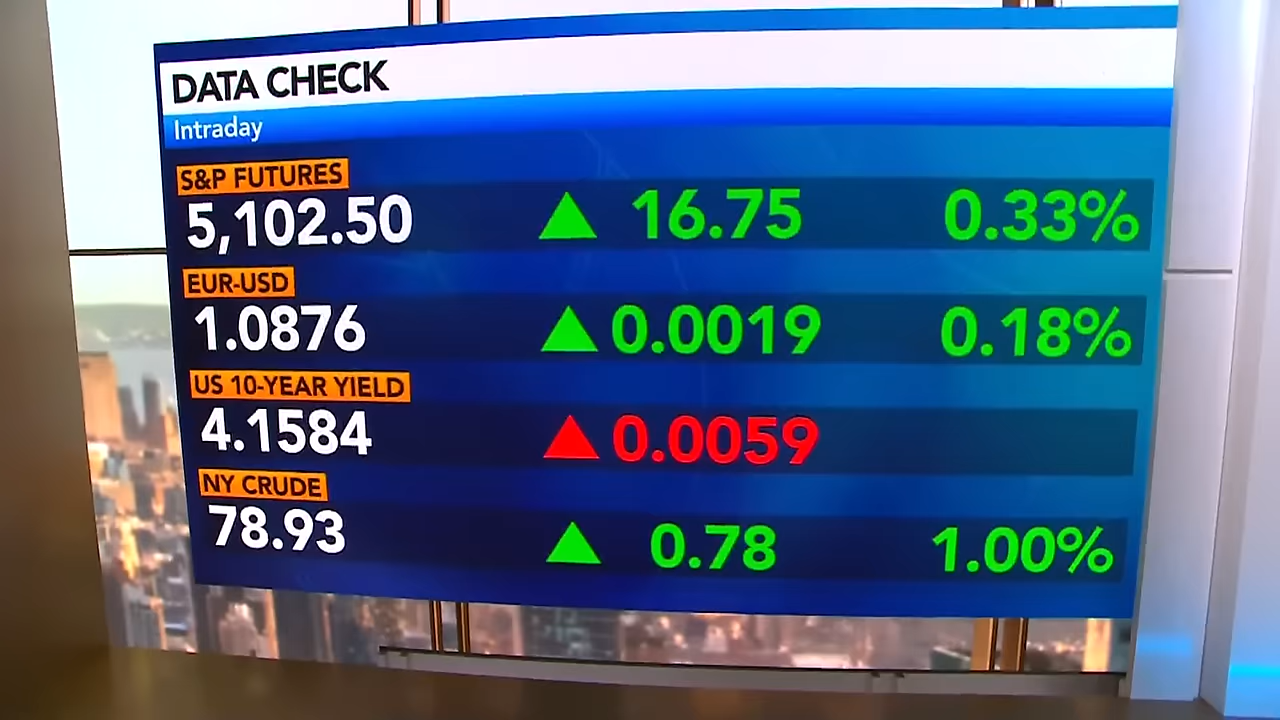 DATA CHECK
Intraday
S&P FUTURES
5,102.50 ▲ 16.75 0.33%
EUR-USD
1.0876 ▲ 0.0019 0.18%
US 10-YEAR YIELD
4.1584 ▲ 0.0059
NY CRUDE
78.93 ▲ 0.78 1.00%